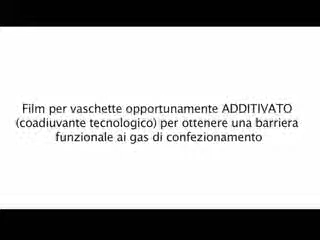 Film per vaschette opportunamente ADDITIVATO
(coadiuvante tecnologico) per ottenere una barriera
funzionale ai gas di confezionamento